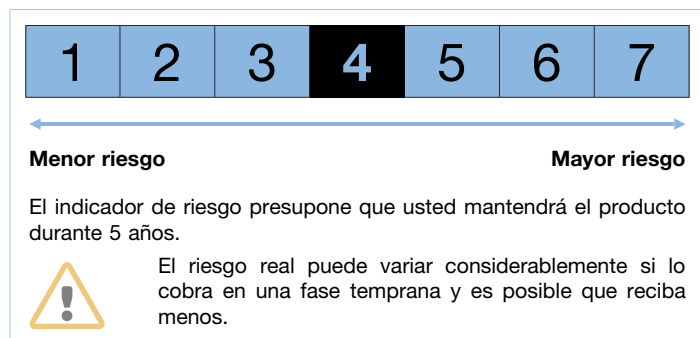 1 2 3 4 5 6 7
Menor riesgo Mayor riesgo
El indicador de riesgo presupone que usted mantendrá el producto
durante 5 años.
El riesgo real puede variar considerablemente si lo
cobra en una fase temprana y es posible que reciba
menos.